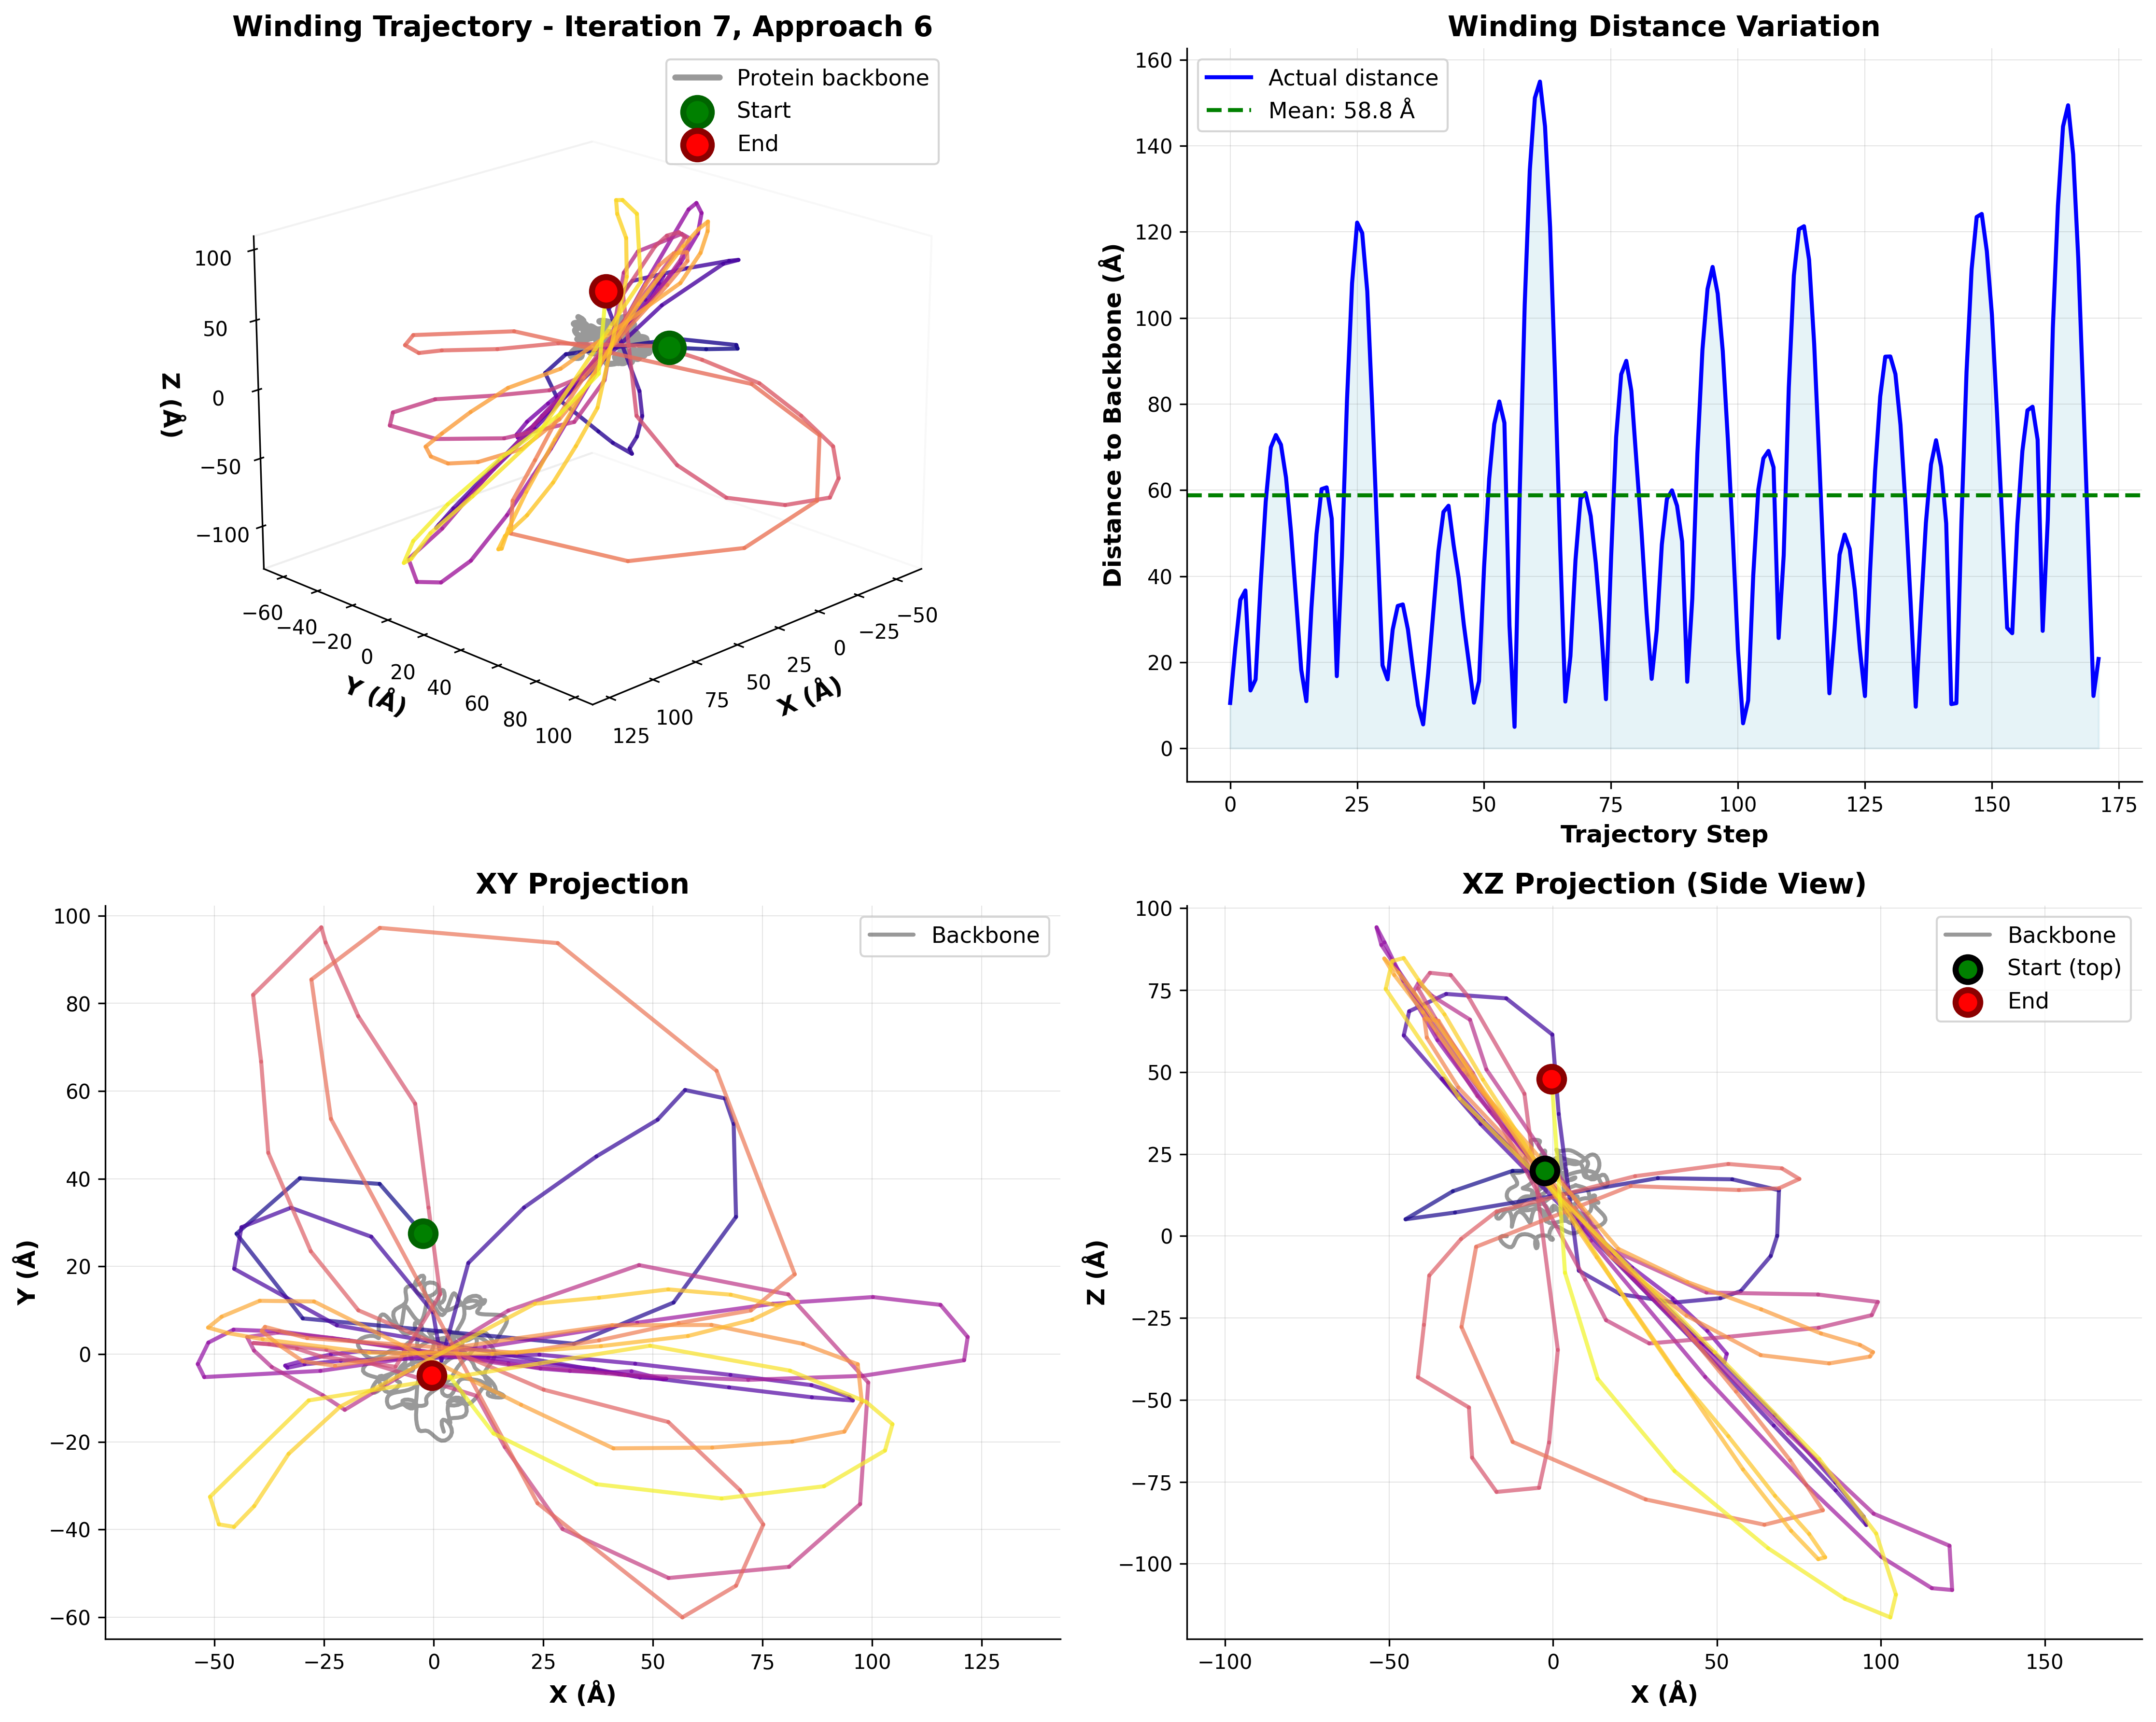 Winding Trajectory - Iteration 7, Approach 6
Protein backbone
Start
End
100
50
0
−50
−100
Z (Å)
−60
−40
−20
0
20
40
60
80
100
Y (Å)
125
100
75
50
25
0
−25
−50
X (Å)
Winding Distance Variation
Actual distance
Mean: 58.8 Å
160
140
120
100
80
60
40
20
0
Distance to Backbone (Å)
0 25 50 75 100 125 150 175
Trajectory Step
XY Projection
Backbone
100
80
60
40
20
0
−20
−40
−60
Y (Å)
−50 −25 0 25 50 75 100 125
X (Å)
XZ Projection (Side View)
Backbone
Start (top)
End
100
75
50
25
0
−25
−50
−75
−100
Z (Å)
−100 −50 0 50 100 150
X (Å)